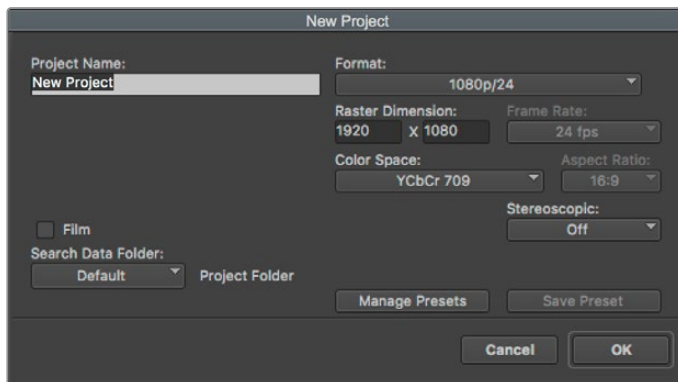 New Project
Project Name:
New Project
Format:
1080p/24
Raster Dimension:
1920 x 1080
Frame Rate:
24 fps
Color Space:
YCbCr 709
Aspect Ratio:
16:9
Stereoscopic:
Off
Film
Search Data Folder:
Default Project Folder
Manage Presets Save Preset
Cancel OK